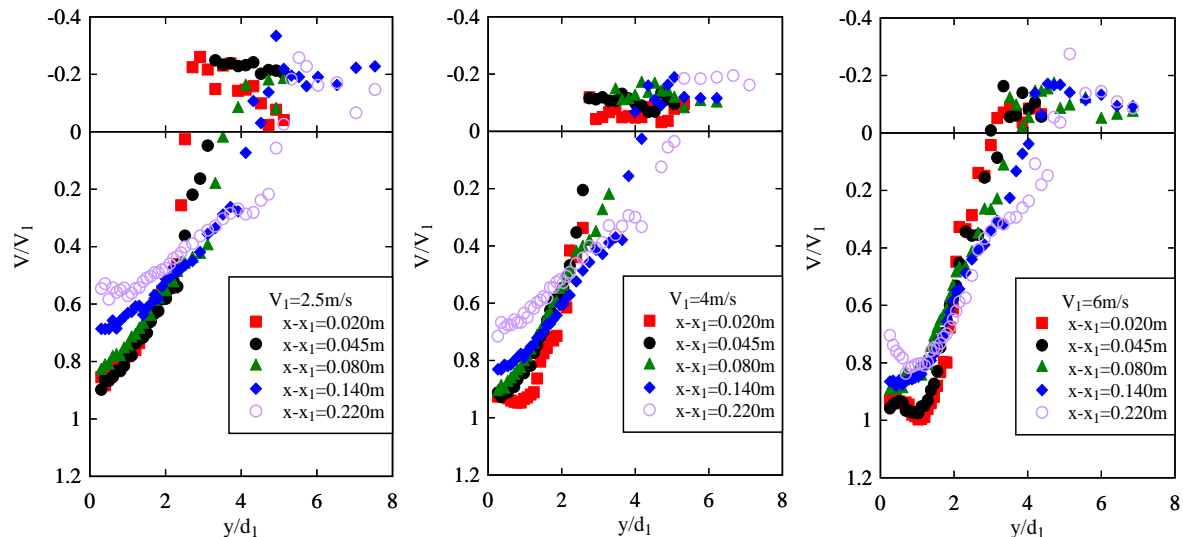 -0.4
-0.2
0
0.2
0.4
0.6
0.8
1
1.2
V/V1
0 2 4 6 8
y/d1
V1=2.5m/s
x-x1=0.020m
x-x1=0.045m
x-x1=0.080m
x-x1=0.140m
x-x1=0.220m
-0.4
-0.2
0
0.2
0.4
0.6
0.8
1
1.2
V/V1
0 2 4 6 8
y/d1
V1=4m/s
x-x1=0.020m
x-x1=0.045m
x-x1=0.080m
x-x1=0.140m
x-x1=0.220m
-0.4
-0.2
0
0.2
0.4
0.6
0.8
1
1.2
V/V1
0 2 4 6 8
y/d1
V1=6m/s
x-x1=0.020m
x-x1=0.045m
x-x1=0.080m
x-x1=0.140m
x-x1=0.220m